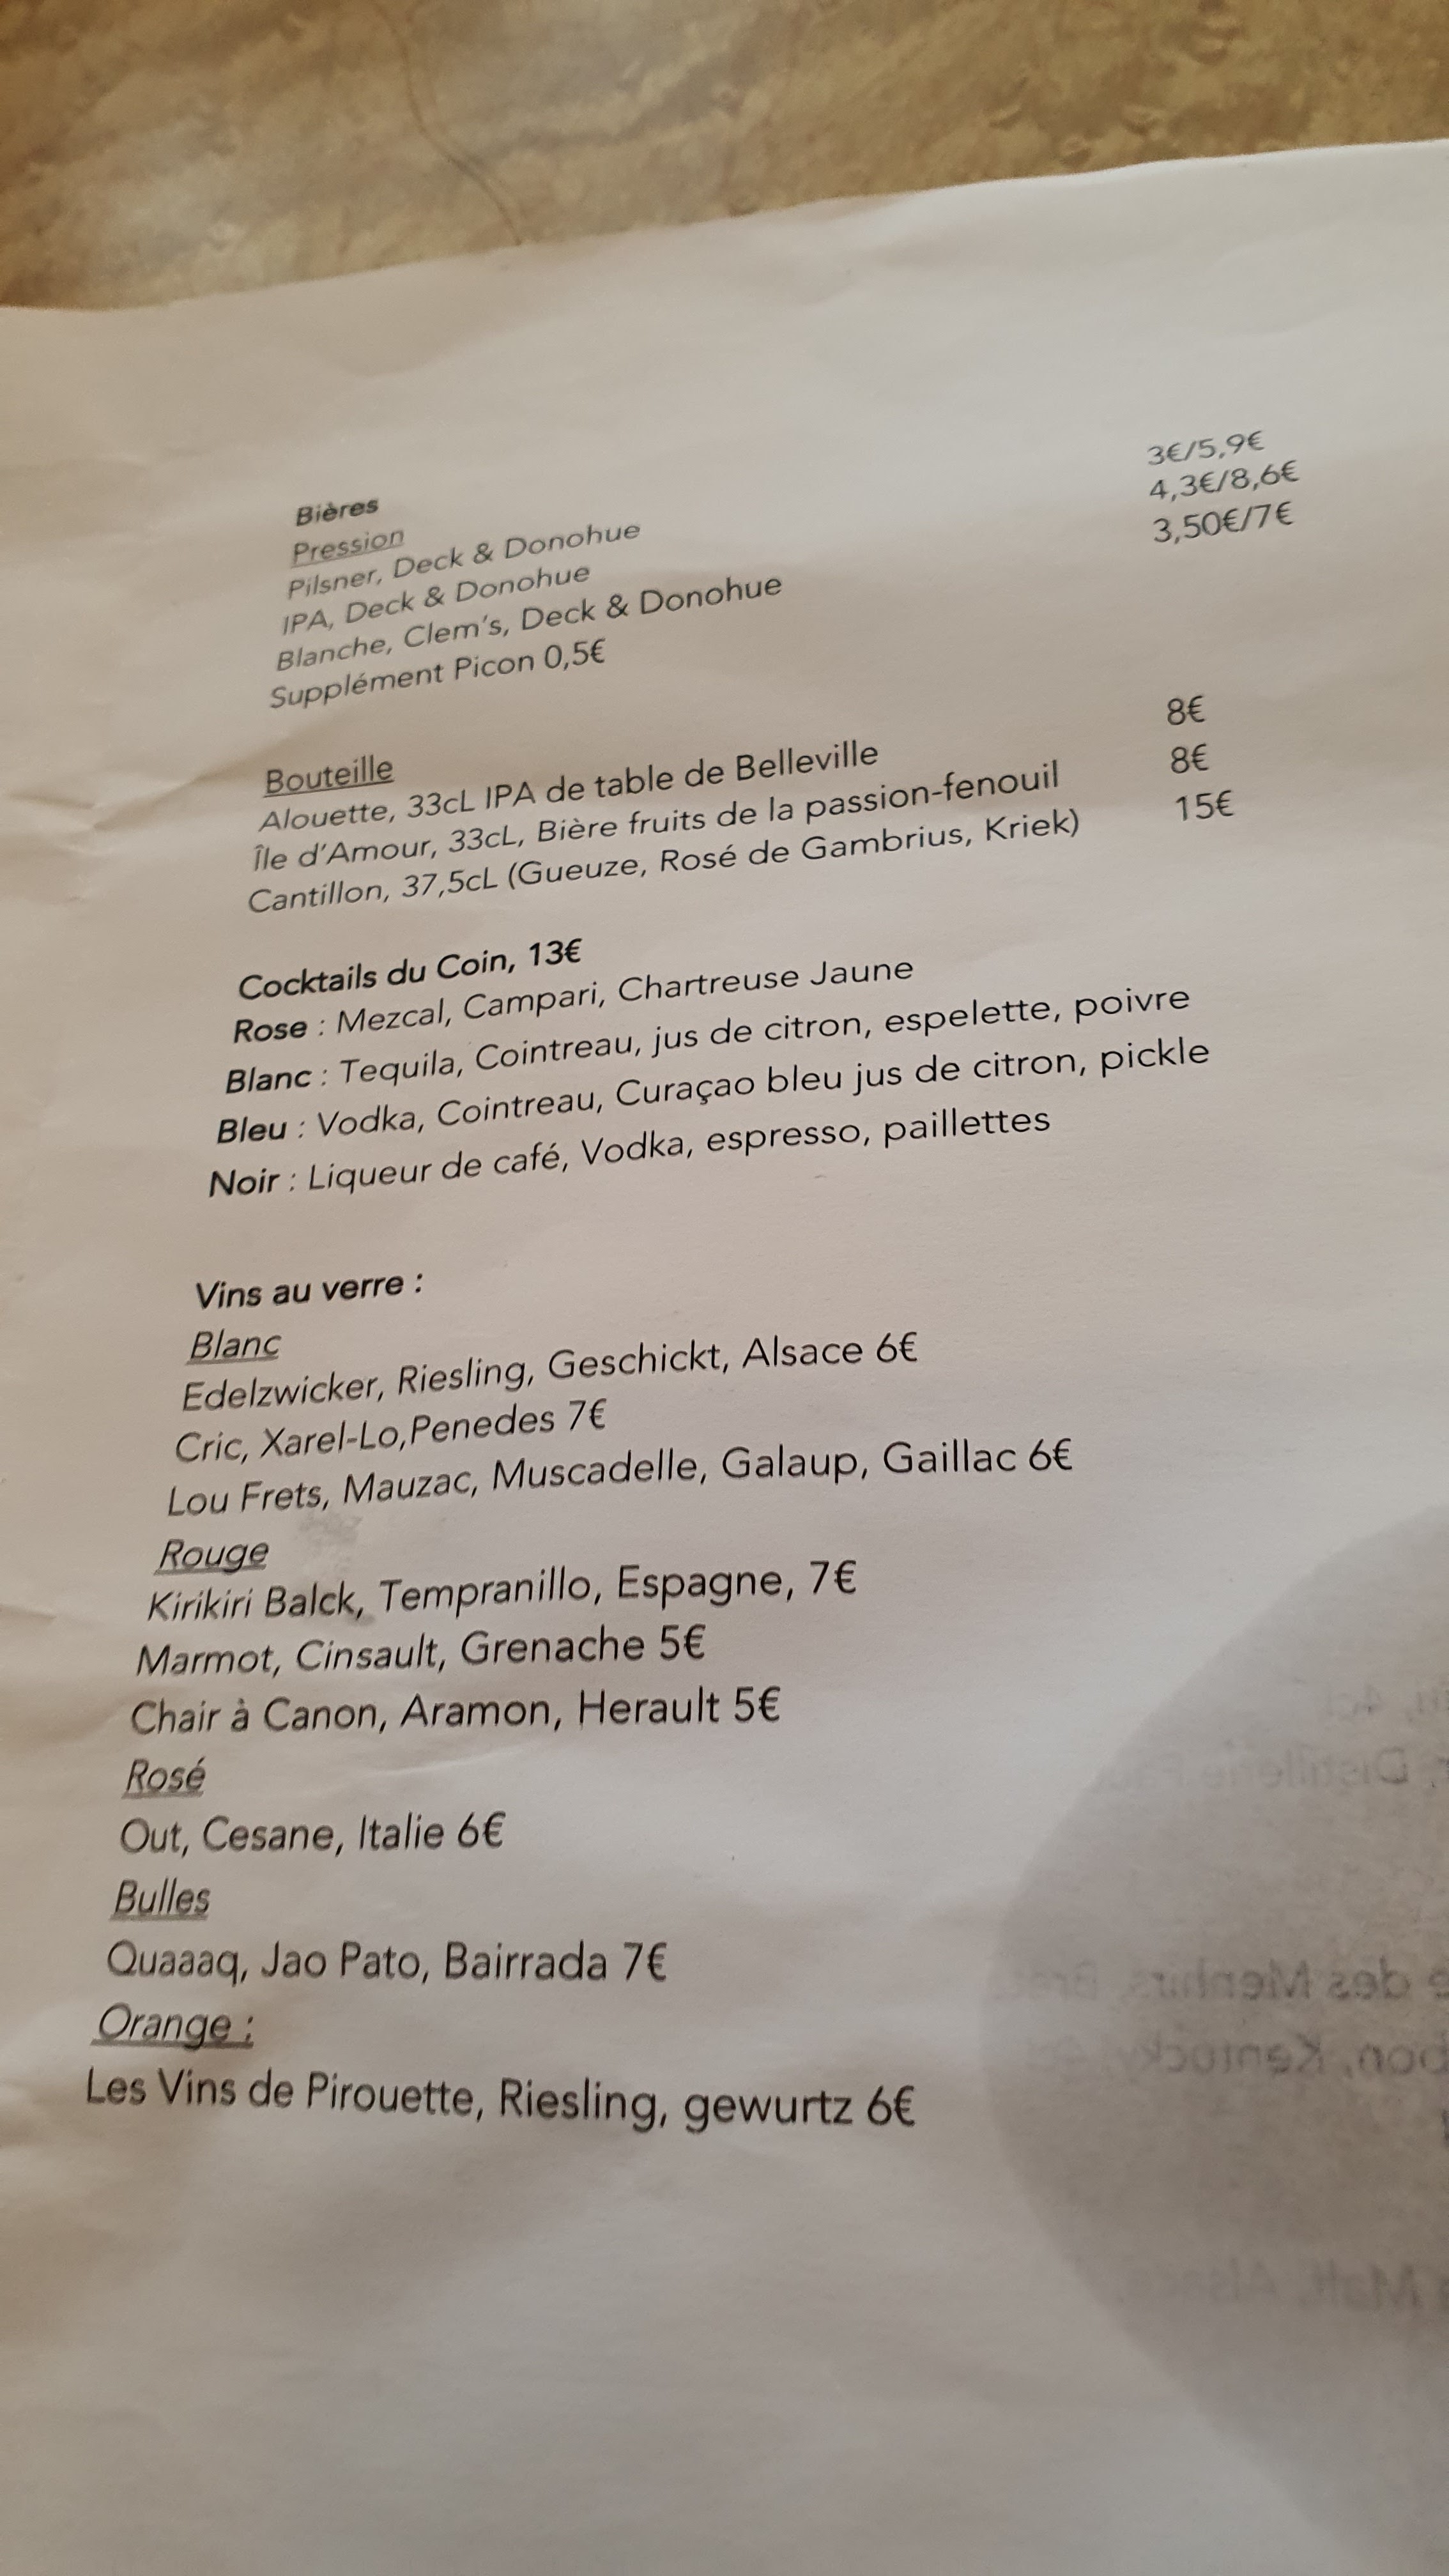 Bières
Pression
Pilsner, Deck & Donohue 3€/5,9€
IPA, Deck & Donohue 4,3€/8,6€
Blanche, Clem's, Deck & Donohue 3,50€/7€
Supplément Picon 0,5€
Bouteille
Alouette, 33cL IPA de table de Belleville 8€
Île d'Amour, 33cL, Bière fruits de la passion-fenouil 8€
Cantillon, 37,5cL (Gueuze, Rosé de Gambrius, Kriek) 15€
Cocktails du Coin, 13€
Rose : Mezcal, Campari, Chartreuse Jaune
Blanc : Tequila, Cointreau, jus de citron, espelette, poivre
Bleu : Vodka, Cointreau, Curaçao bleu jus de citron, pickle
Noir : Liqueur de café, Vodka, espresso, paillettes
Vins au verre :
Blanc
Edelzwicker, Riesling, Geschickt, Alsace 6€
Cric, Xarel-Lo,Penedes 7€
Lou Frets, Mauzac, Muscadelle, Galaup, Gaillac 6€
Rouge
Kirikiri Balck, Tempranillo, Espagne, 7€
Marmot, Cinsault, Grenache 5€
Chair à Canon, Aramon, Herault 5€
Rosé
Out, Cesane, Italie 6€
Bulles
Quaaaq, Jao Pato, Bairrada 7€
Orange :
Les Vins de Pirouette, Riesling, gewurtz 6€